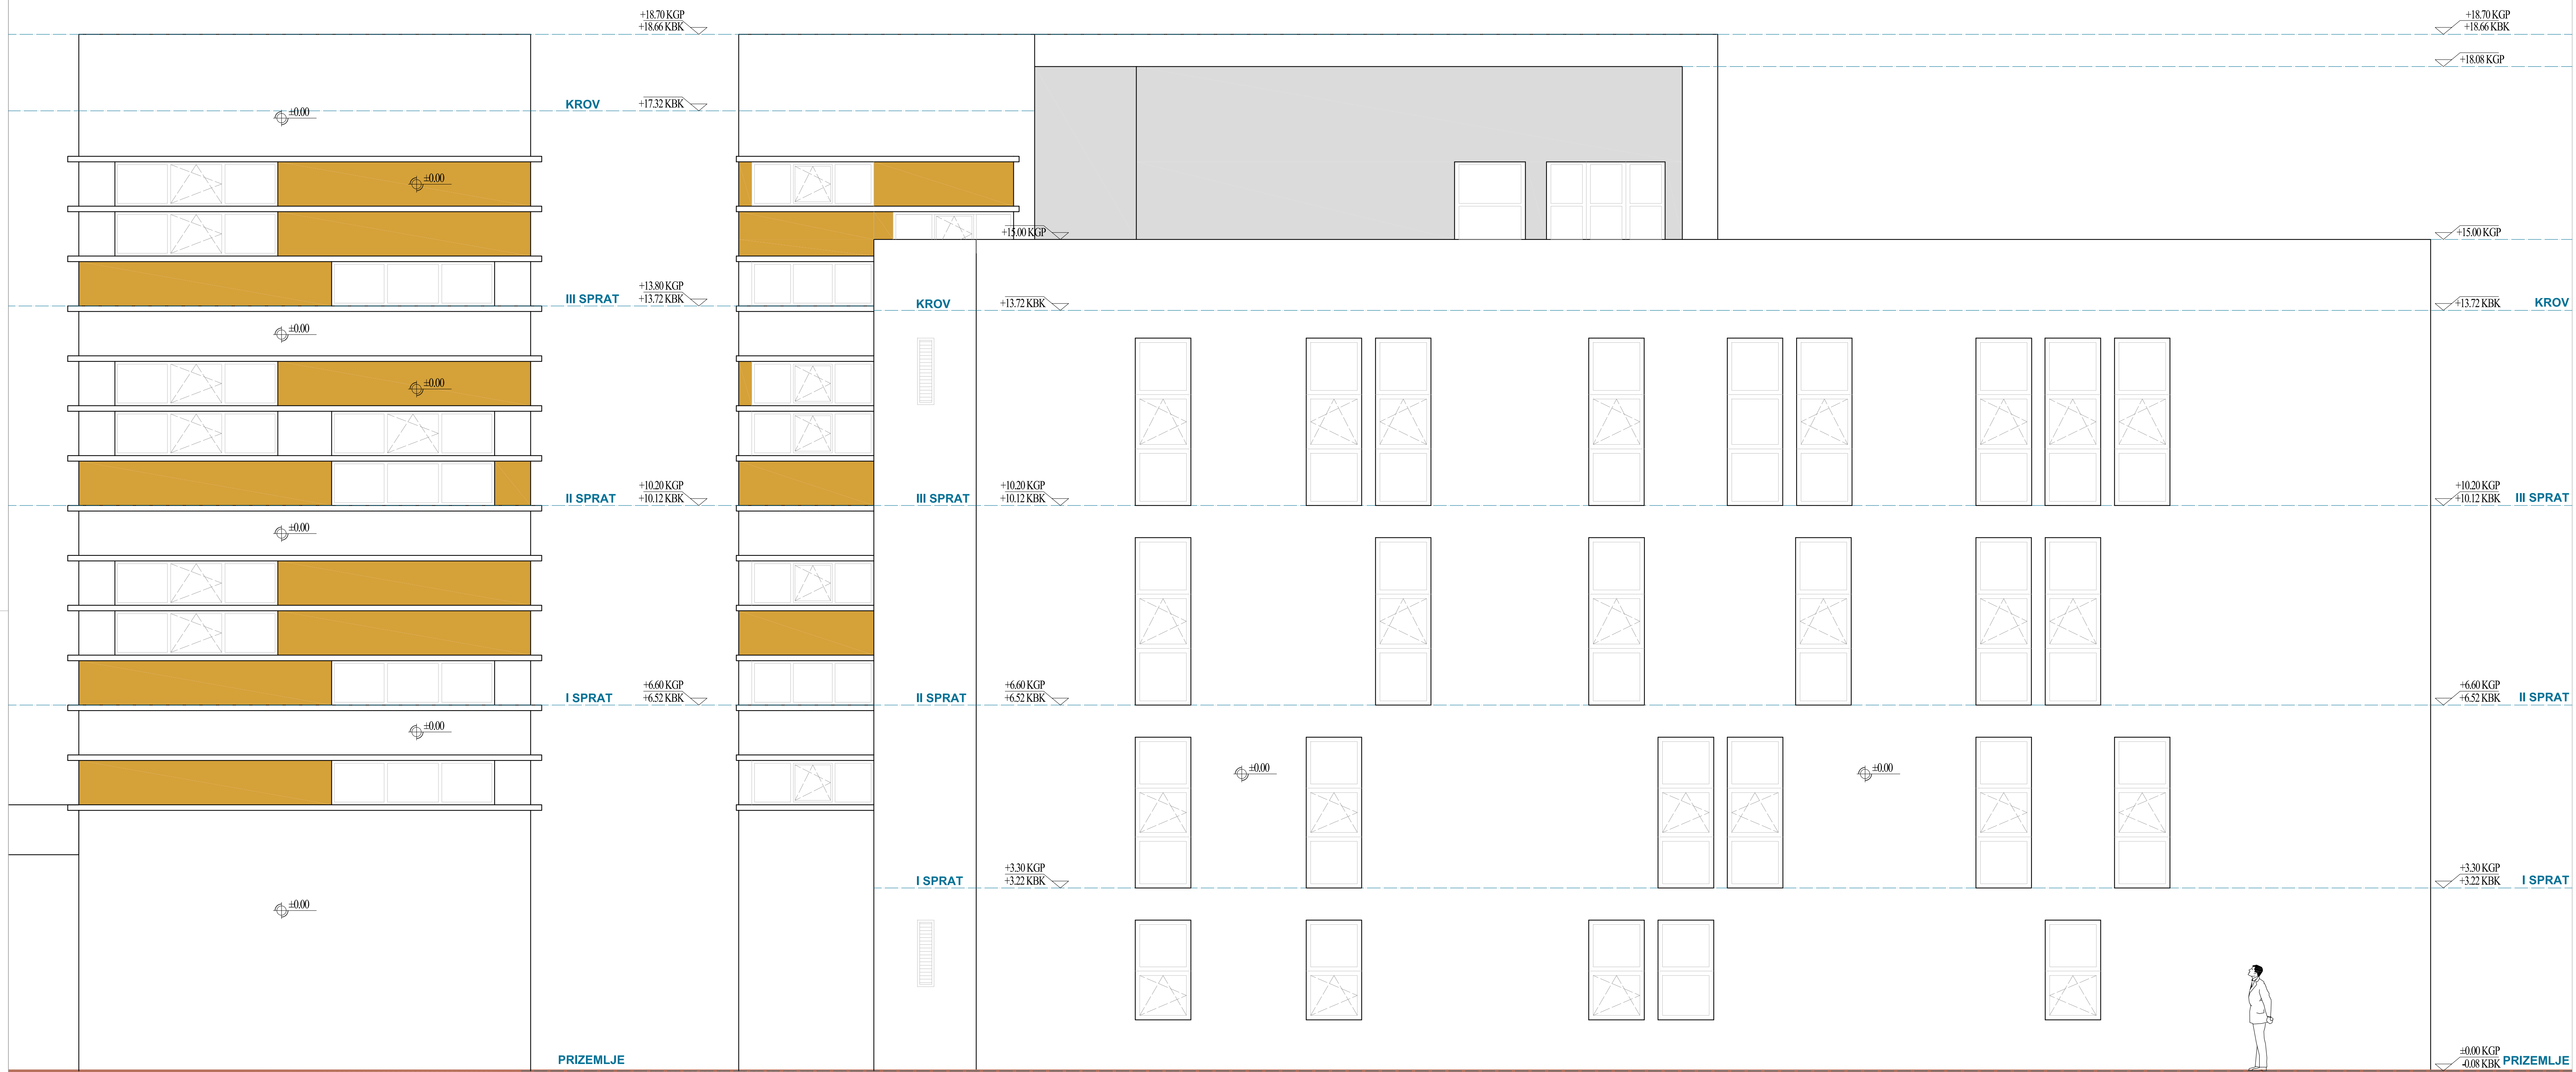 +18.70 KGP
+18.66 KBK
+18.70 KGP
+18.66 KBK
+18.08 KGP
KROV
+17.32 KBK
±0.00
±0.00
+15.00 KGP
+15.00 KGP
+13.80 KGP
III SPRAT
+13.72 KBK
KROV
+13.72 KBK
+13.72 KBK
KROV
±0.00
±0.00
+10.20 KGP
II SPRAT
+10.12 KBK
+10.20 KGP
III SPRAT
+10.12 KBK
+10.20 KGP
+10.12 KBK
III SPRAT
±0.00
+6.60 KGP
I SPRAT
+6.52 KBK
+6.60 KGP
II SPRAT
+6.52 KBK
+6.60 KGP
+6.52 KBK
II SPRAT
±0.00
±0.00
±0.00
+3.30 KGP
I SPRAT
+3.22 KBK
+3.30 KGP
+3.22 KBK
I SPRAT
±0.00
PRIZEMLJE
±0.00 KGP
-0.08 KBK
PRIZEMLJE